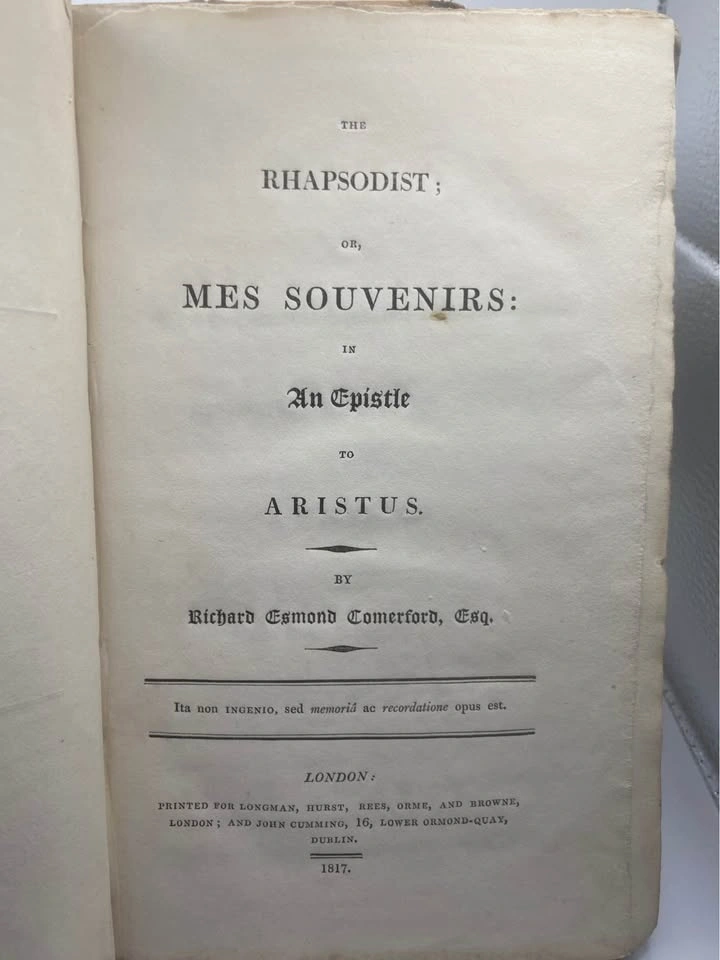 THE
RHAPSODIST;
OR,
MES SOUVENIRS:
IN
An Epistle
TO
ARISTUS.
BY
Richard Esmond Comerford, Esq.
Ita non INGENIO, sed memoriâ ac recordatione opus est.
LONDON:
PRINTED FOR LONGMAN, HURST, REES, ORME, AND BROWNE,
LONDON; AND JOHN CUMMING, 16, LOWER ORMOND-QUAY,
DUBLIN.
1817.